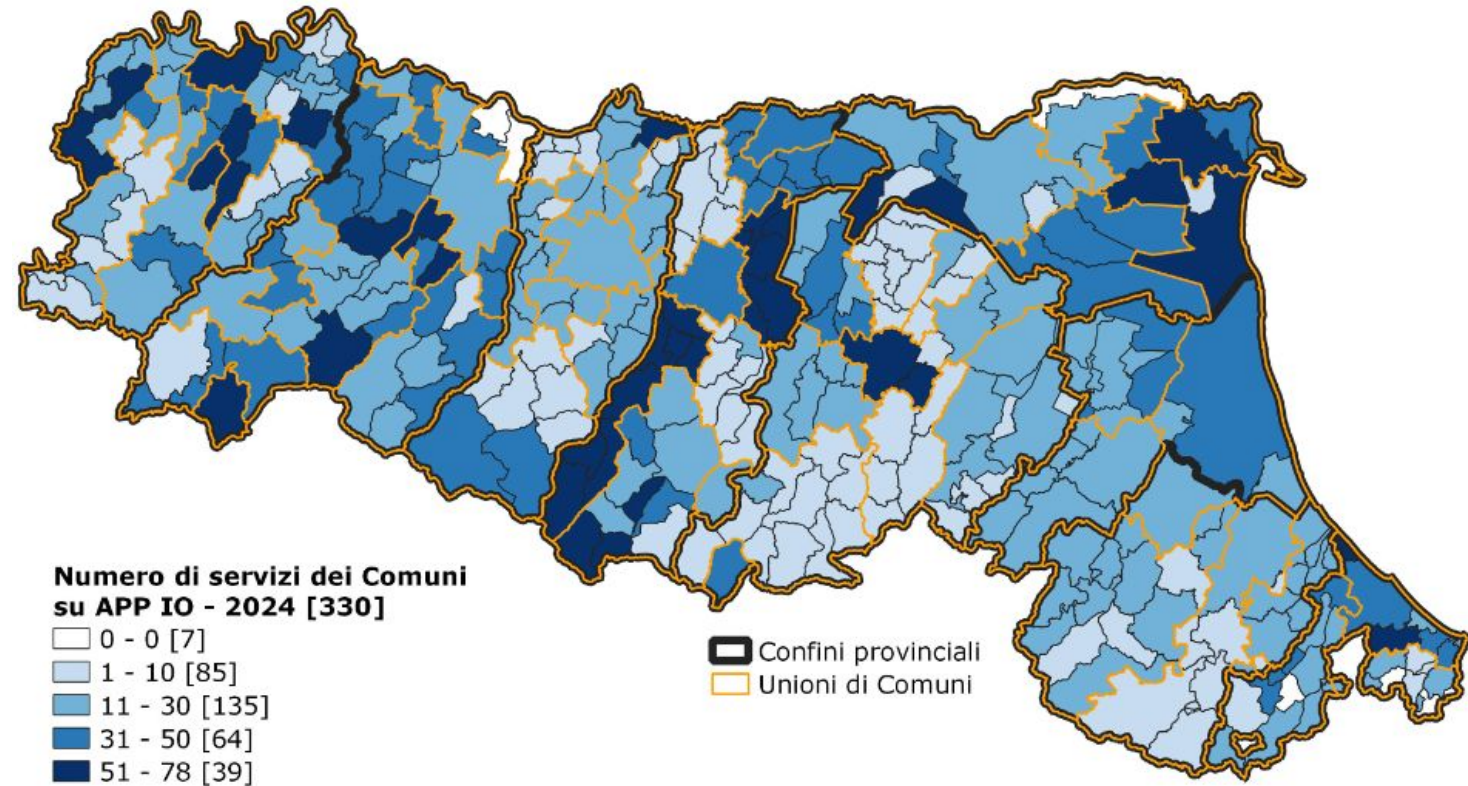 Numero di servizi dei Comuni
su APP IO - 2024 [330]
0 - 0 [7]
1 - 10 [85]
11 - 30 [135]
31 - 50 [64]
51 - 78 [39]
Confini provinciali
Unioni di Comuni